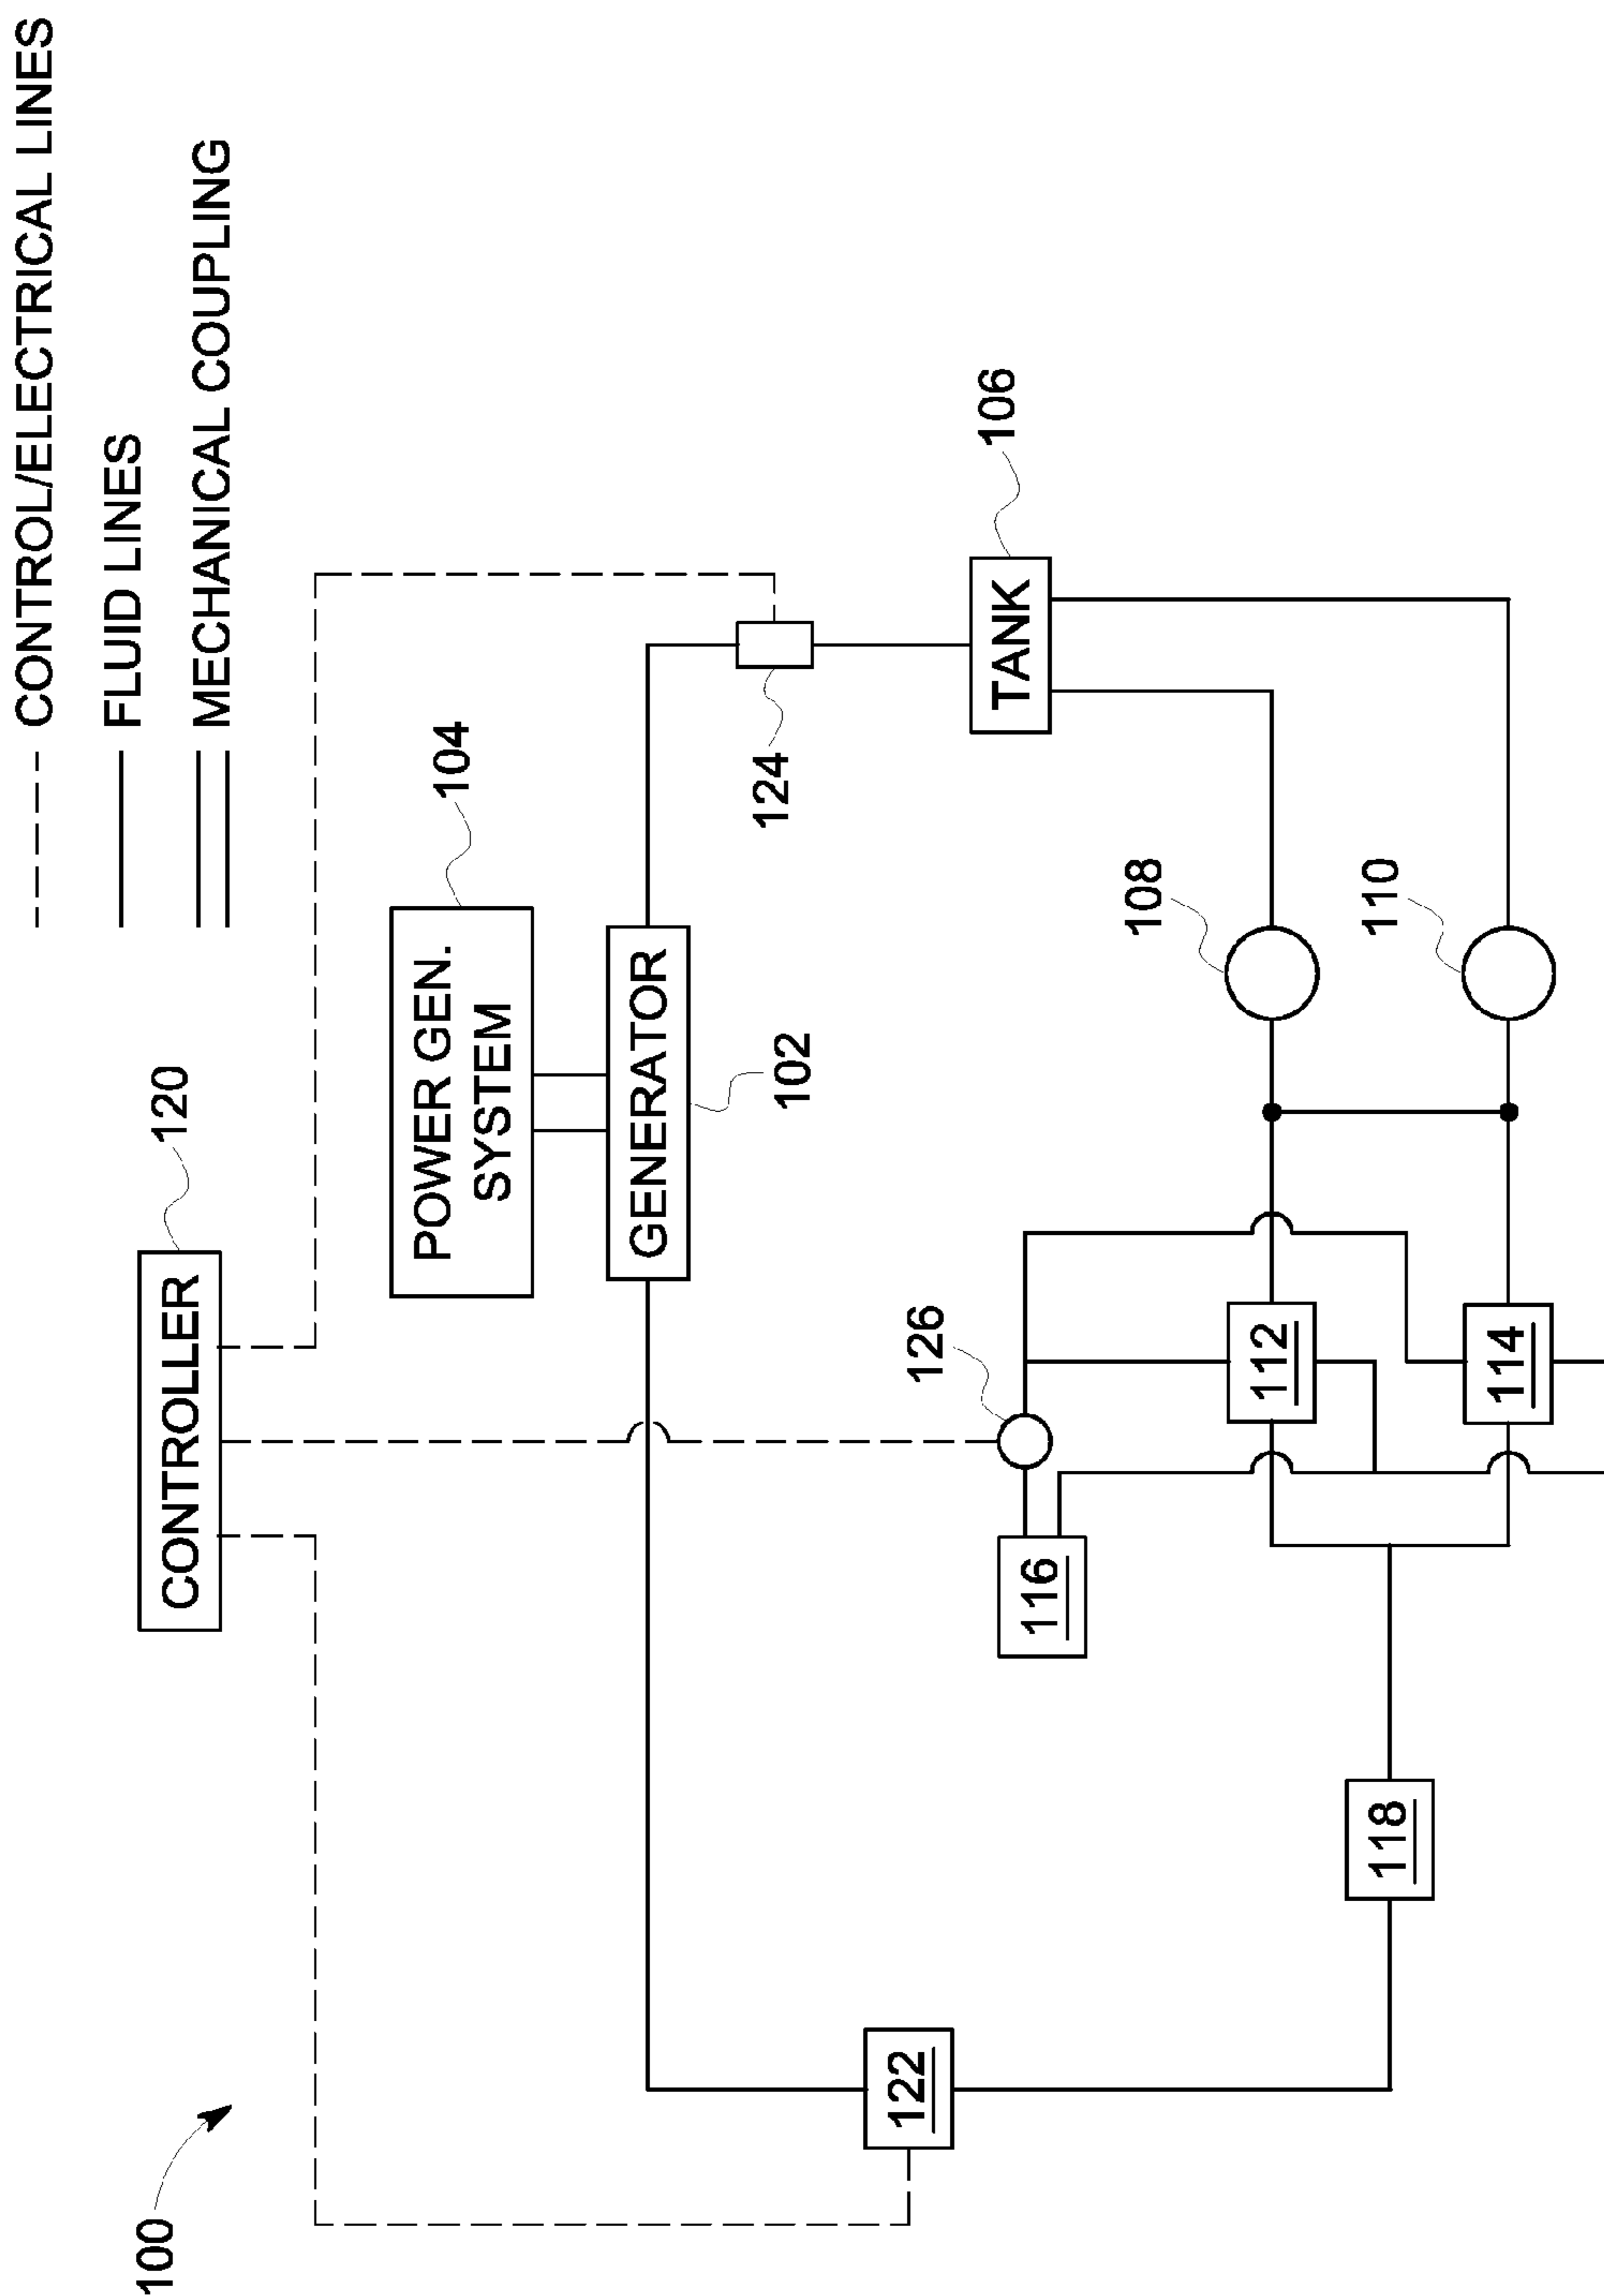 CONTROL/ELECTRICAL LINES
FLUID LINES
MECHANICAL COUPLING
100
120
CONTROLLER
104
POWER GEN.
SYSTEM
GENERATOR
102
124
106
TANK
122
126
116
108
112
110
118
114